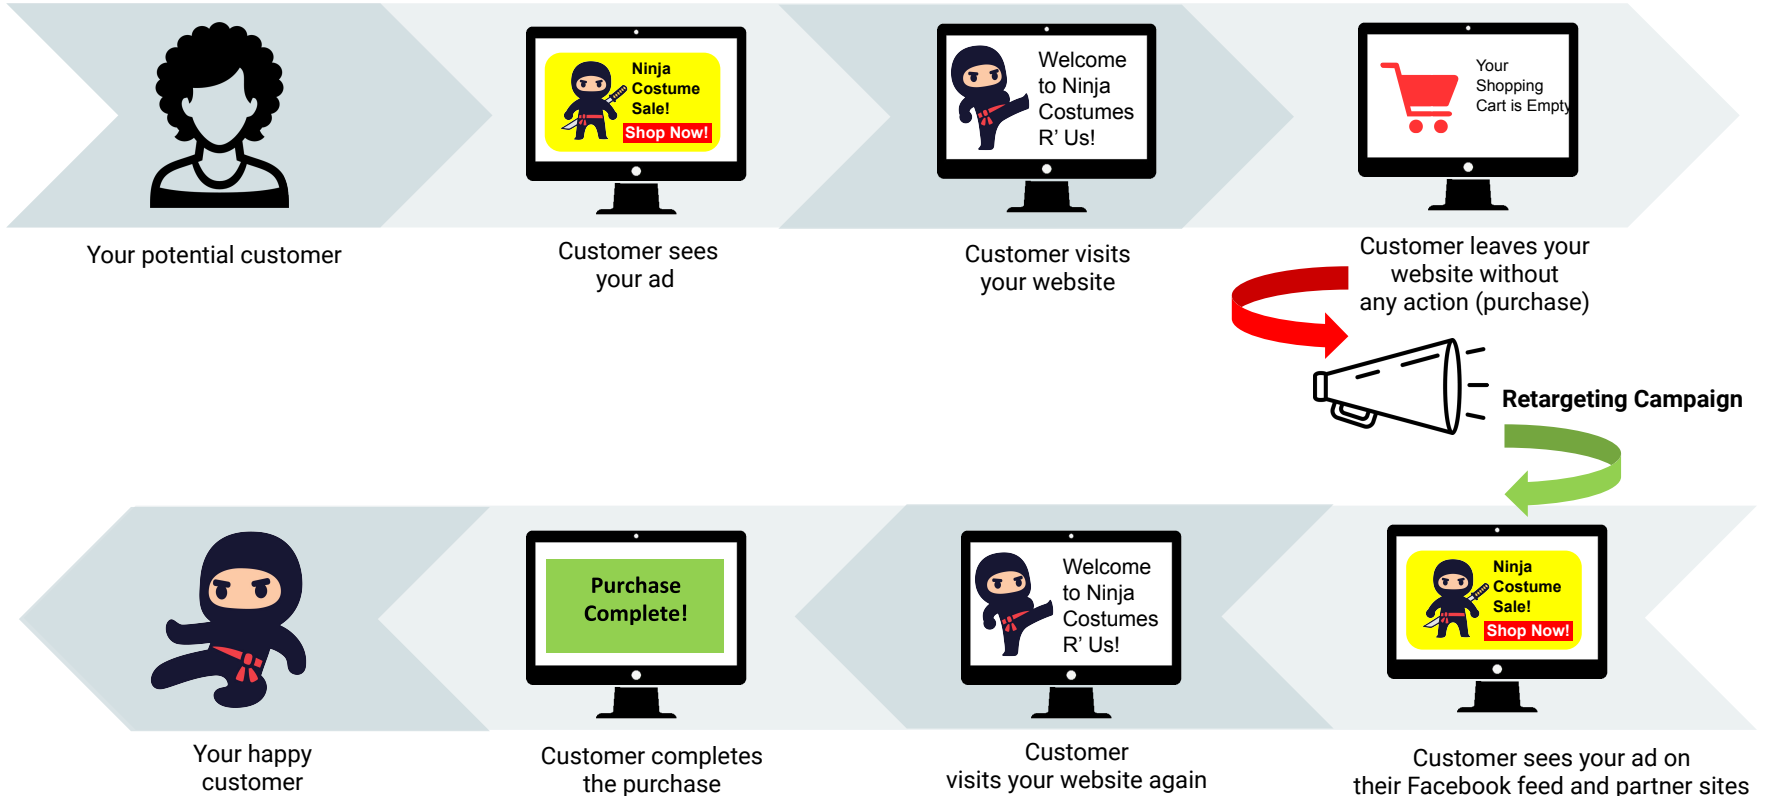 Ninja
Costume
Sale!
Shop Now!
Welcome
to Ninja
Costumes
R' Us!
Your
Shopping
Cart is Empty
Your potential customer
Customer sees
your ad
Customer visits
your website
Customer leaves your
website without
any action (purchase)
Retargeting Campaign
Ninja
Costume
Sale!
Shop Now!
Welcome
to Ninja
Costumes
R' Us!
Purchase
Complete!
Customer sees your ad on
their Facebook feed and partner sites
Customer
visits your website again
Customer completes
the purchase
Your happy
customer